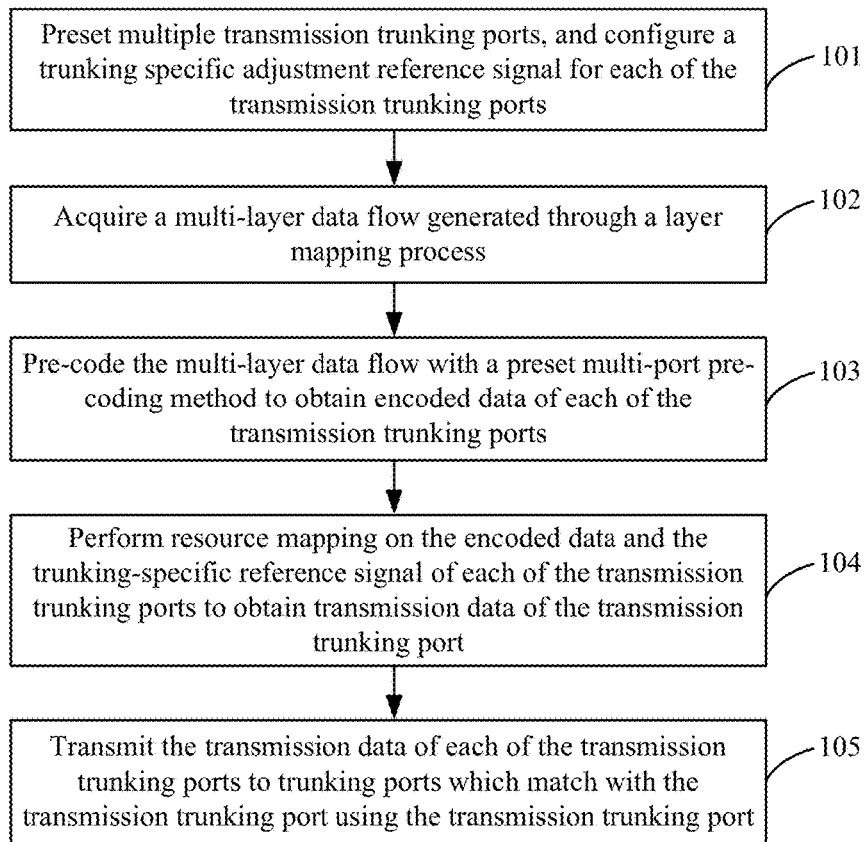 Preset multiple transmission trunking ports, and configure a
trunking specific adjustment reference signal for each of the
transmission trunking ports
101
Acquire a multi-layer data flow generated through a layer
mapping process
102
Pre-code the multi-layer data flow with a preset multi-port pre-
coding method to obtain encoded data of each of the
transmission trunking ports
103
Perform resource mapping on the encoded data and the
trunking-specific reference signal of each of the transmission
trunking ports to obtain transmission data of the transmission
trunking port
104
Transmit the transmission data of each of the transmission
trunking ports to trunking ports which match with the
transmission trunking port using the transmission trunking port
105